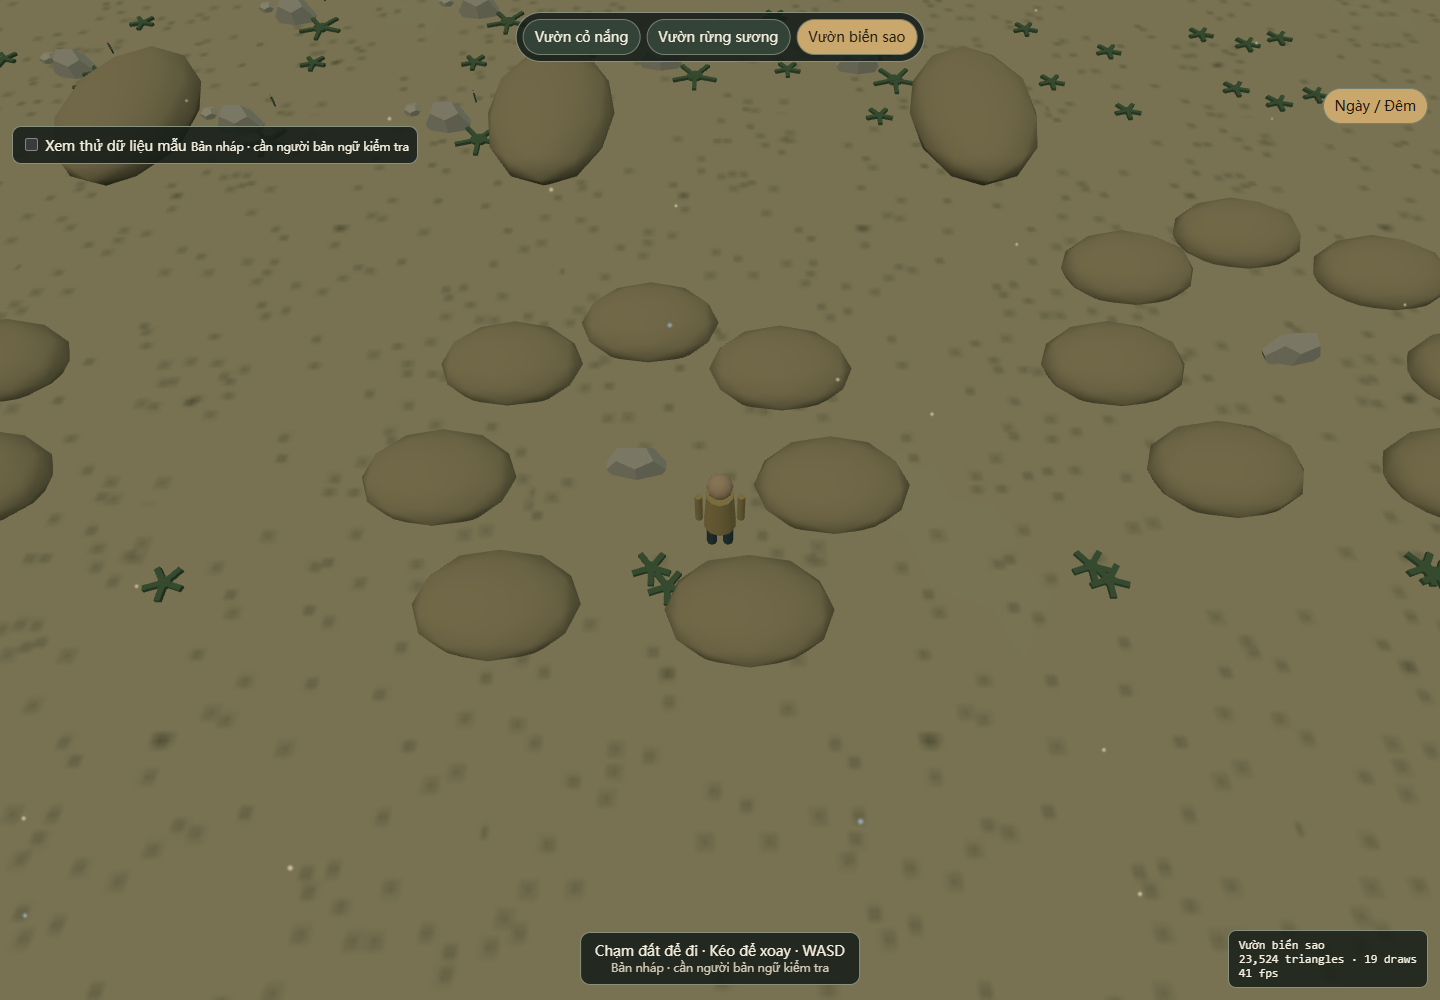 Vườn cỏ nắng
Vườn rừng sương
Vườn biển sao
Ngày / Đêm
Xem thử dữ liệu mẫu Bản nháp · cần người bản ngữ kiểm tra
Chạm đất để đi · Kéo để xoay · WASD
Bản nháp · cần người bản ngữ kiểm tra
Vườn biển sao
23,524 triangles · 19 draws
41 fps